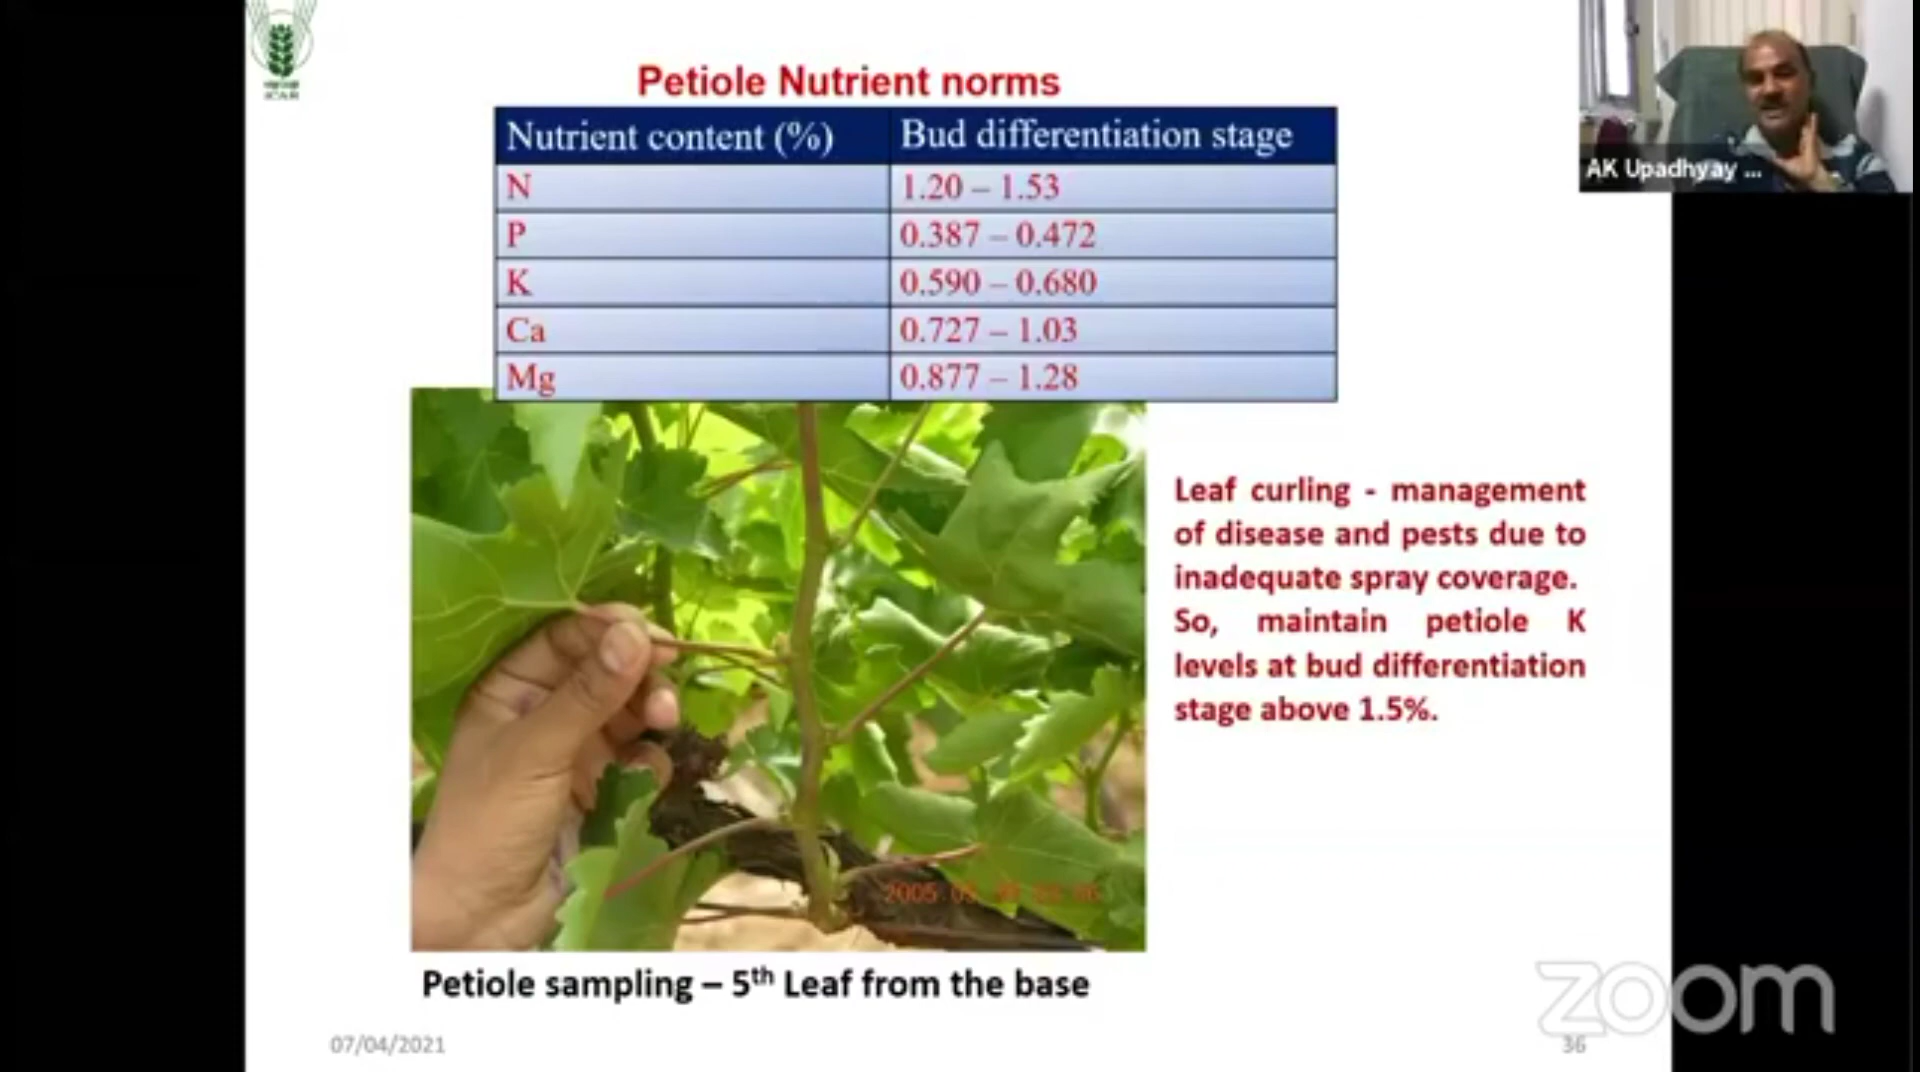 ICAR
Petiole Nutrient norms
Nutrient content (%) Bud differentiation stage
N 1.20 – 1.53
P 0.387 – 0.472
K 0.590 – 0.680
Ca 0.727 – 1.03
Mg 0.877 – 1.28
AK Upadhyay ...
Leaf curling - management
of disease and pests due to
inadequate spray coverage.
So, maintain petiole K
levels at bud differentiation
stage above 1.5%.
2005
Petiole sampling – 5th Leaf from the base
07/04/2021
36
zoom